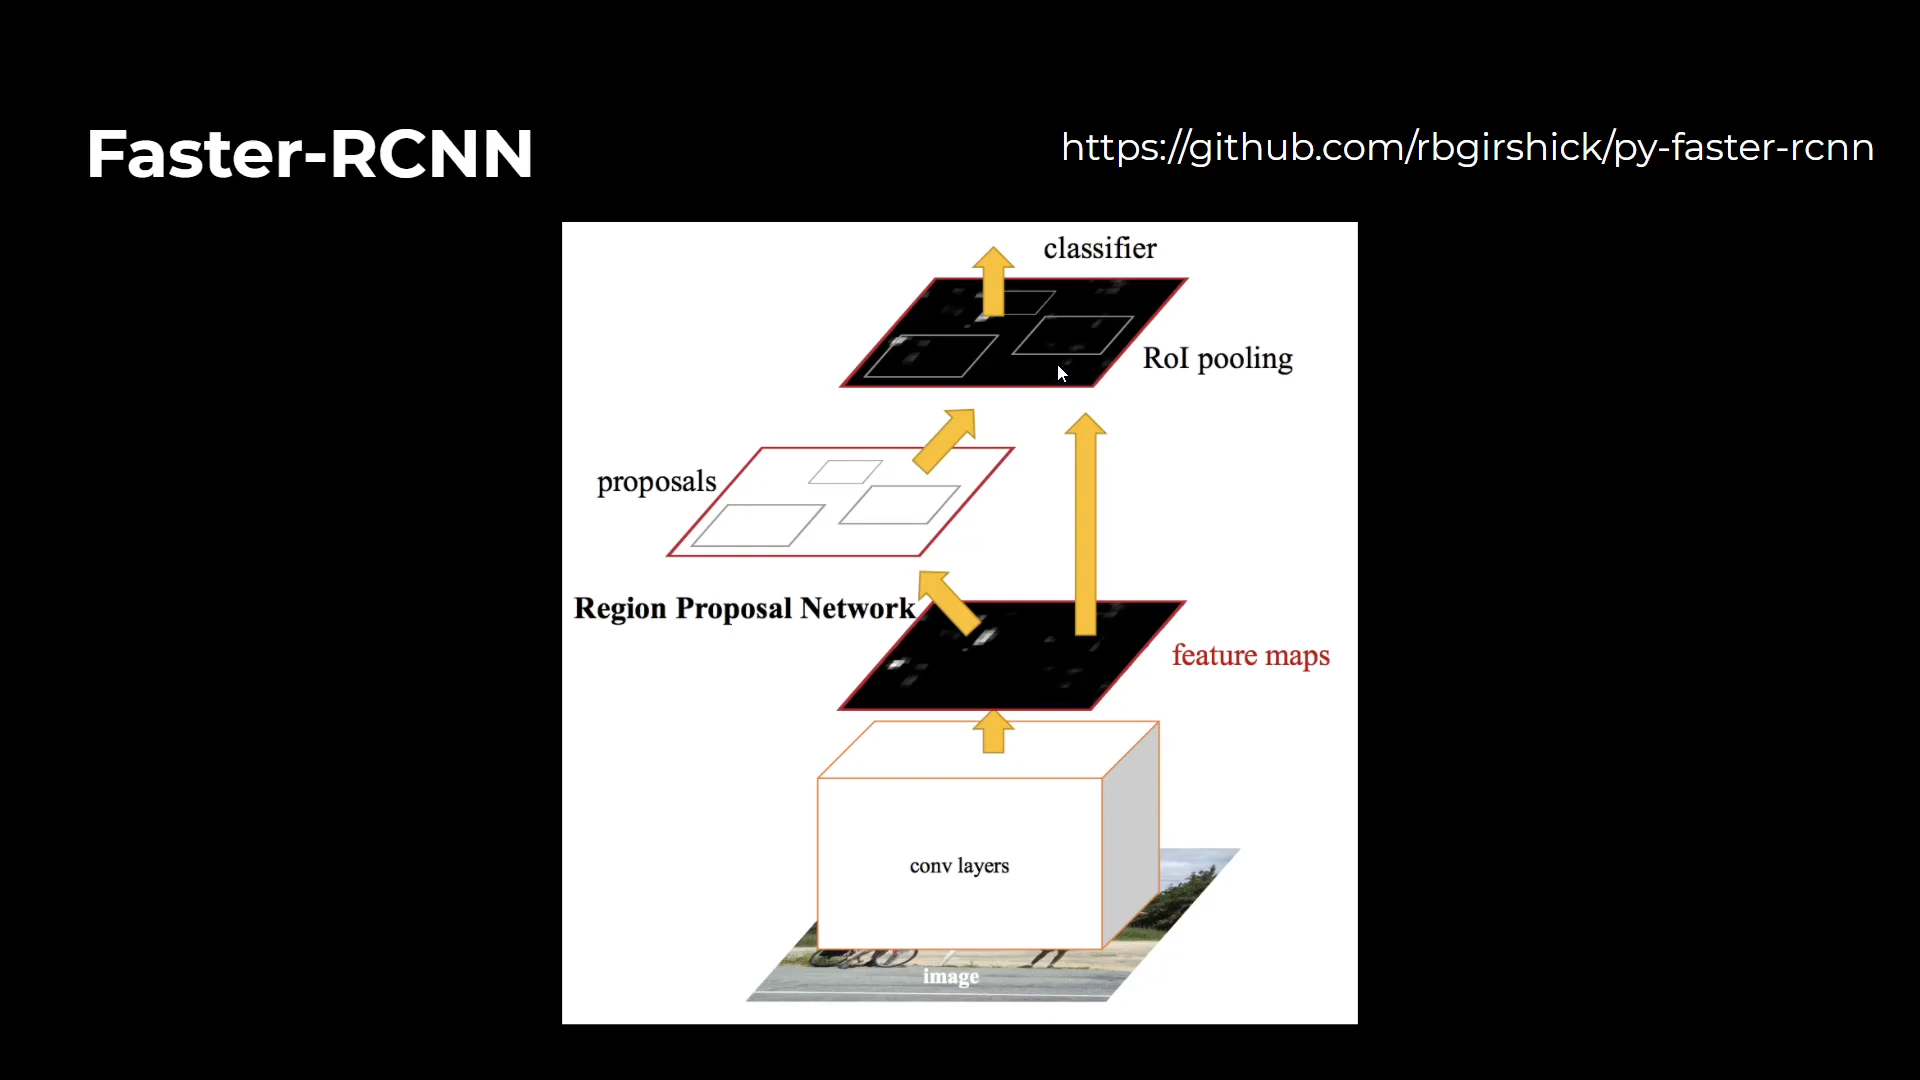 Faster-RCNN
https://github.com/rbgirshick/py-faster-rcnn
classifier
RoI pooling
proposals
Region Proposal Network
feature maps
conv layers
image